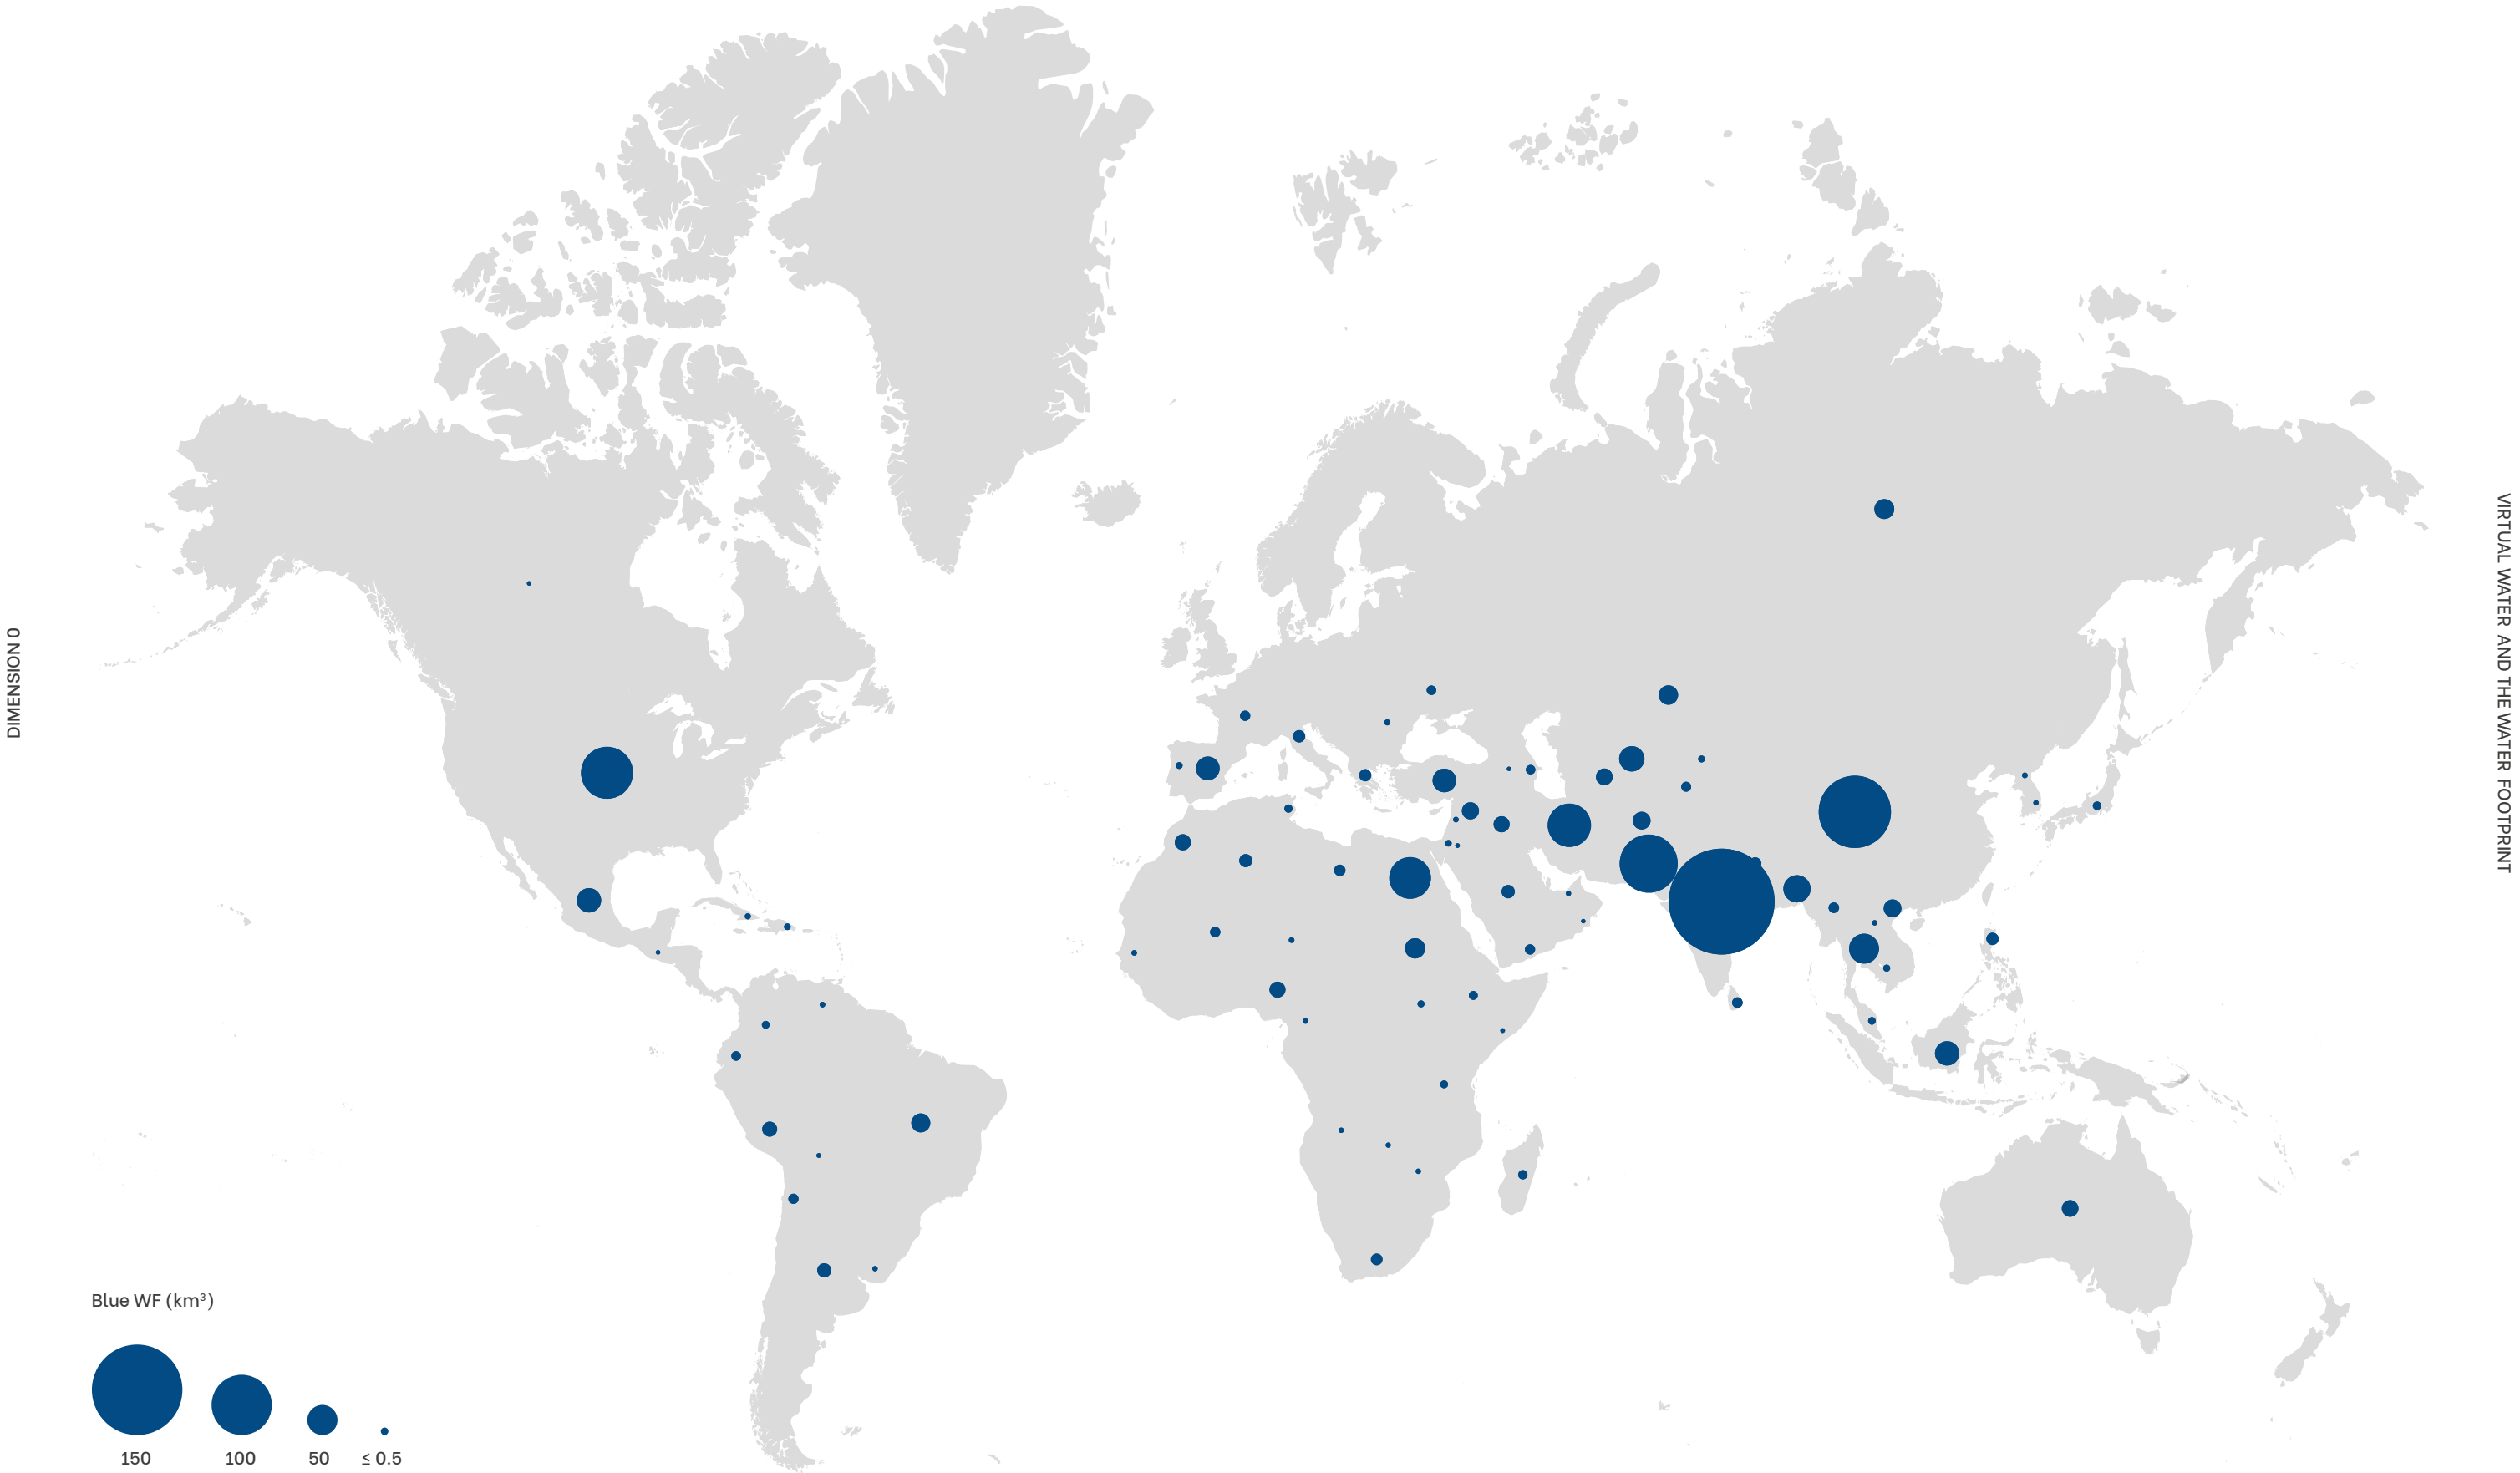 DIMENSION 0
VIRTUAL WATER AND THE WATER FOOTPRINT
Blue WF (km³)
150 100 50 ≤ 0.5